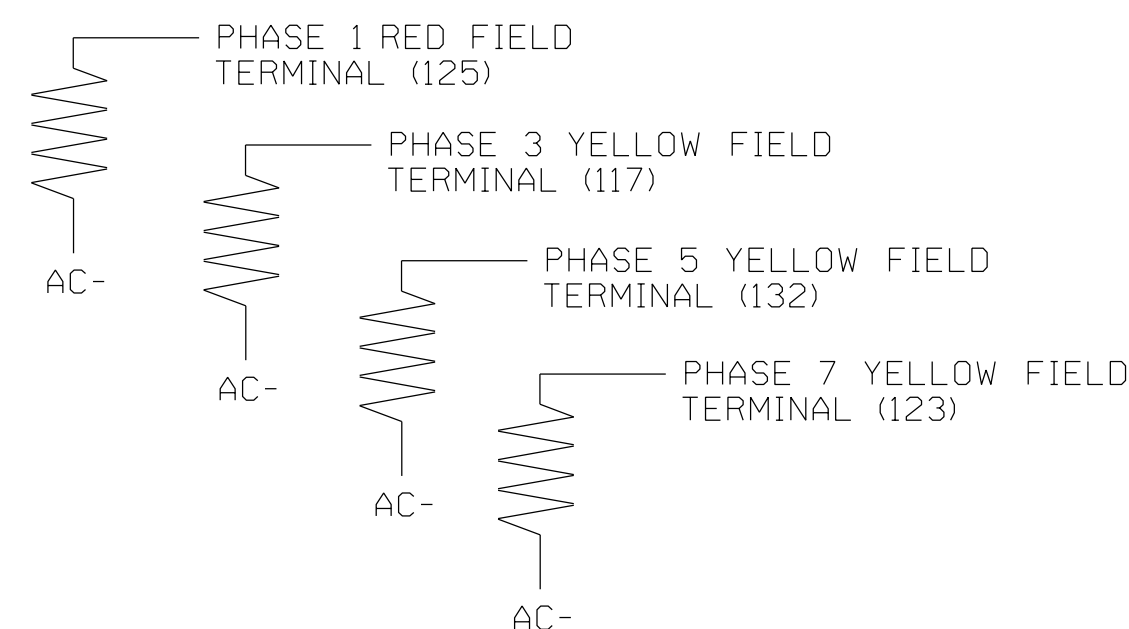 PHASE 1 RED FIELD
TERMINAL (125)
AC-
PHASE 3 YELLOW FIELD
TERMINAL (117)
AC-
PHASE 5 YELLOW FIELD
TERMINAL (132)
AC-
PHASE 7 YELLOW FIELD
TERMINAL (123)
AC-